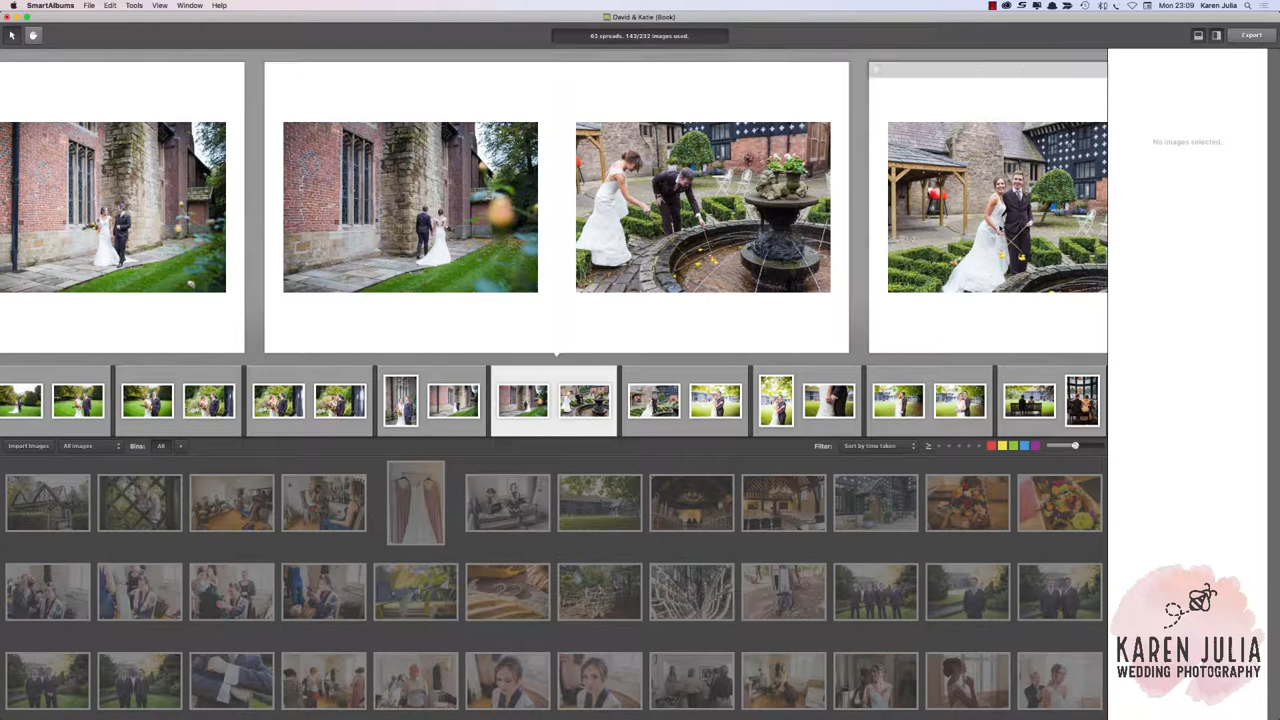 SmartAlbums File Edit Tools View Window Help
Mon 23:09 Karen Julia
David & Katie (Book)
63 spreads. 143/232 images used.
Export
No images selected.
Import Images All images Bins: All + Filter: Sort by time taken ≥
KAREN JULIA
WEDDING PHOTOGRAPHY